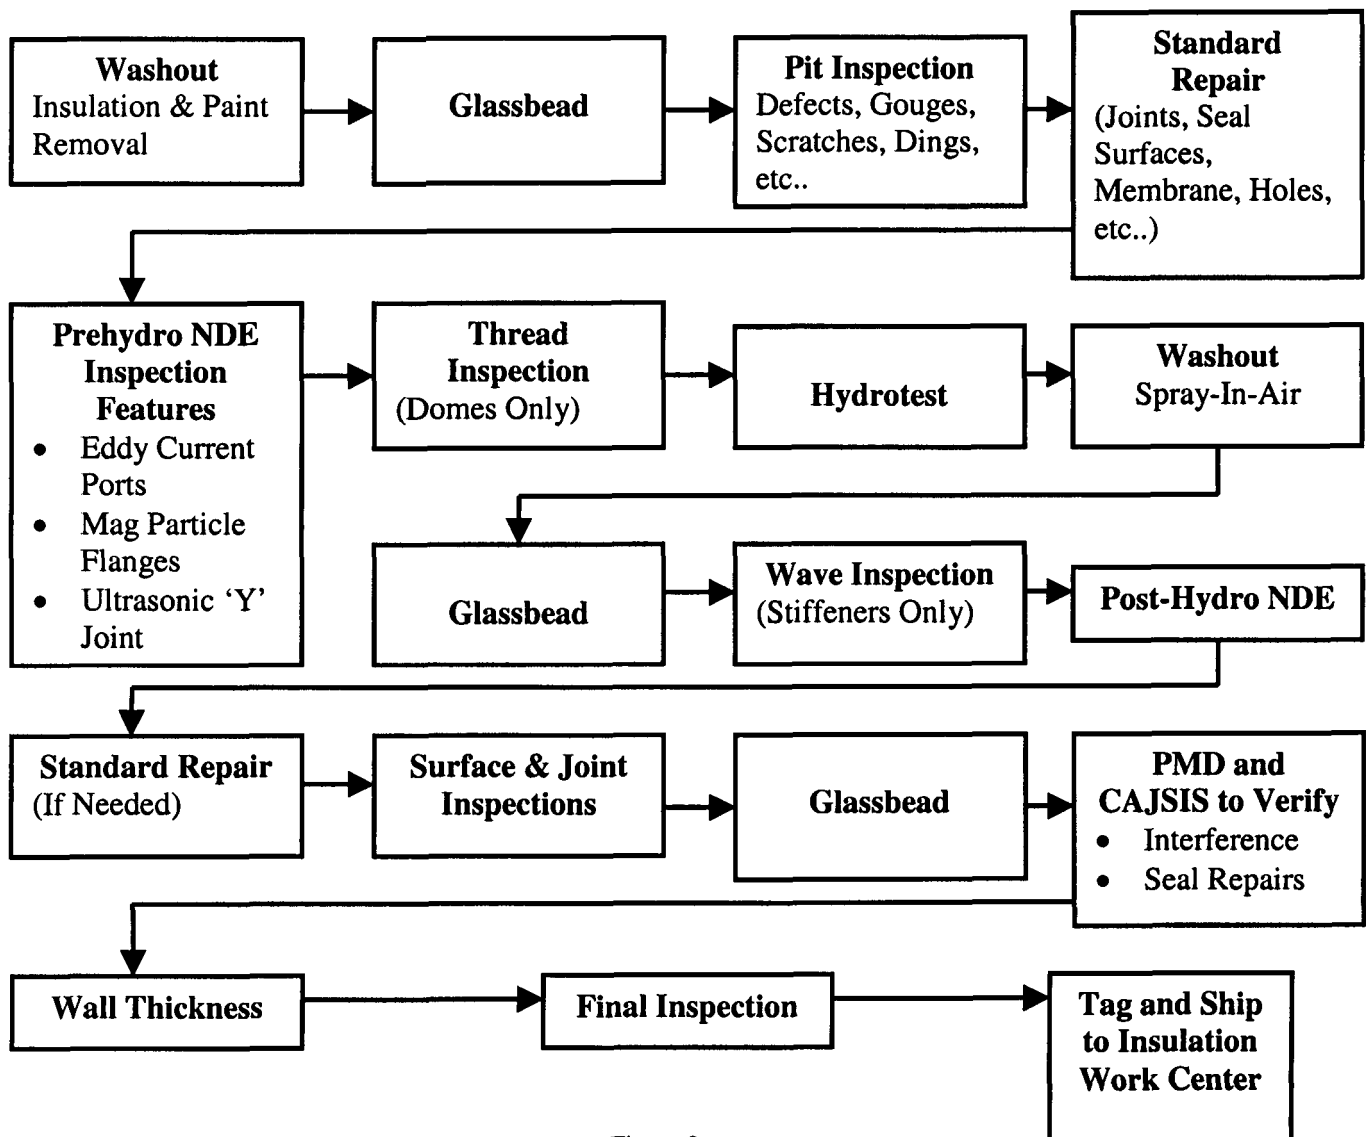 Washout
Insulation & Paint
Removal
Glassbead
Pit Inspection
Defects, Gouges,
Scratches, Dings,
etc..
Standard
Repair
(Joints, Seal
Surfaces,
Membrane, Holes,
etc..)
Prehydro NDE
Inspection
Features
• Eddy Current
Ports
• Mag Particle
Flanges
• Ultrasonic ‘Y’
Joint
Thread
Inspection
(Domes Only)
Hydrotest
Washout
Spray-In-Air
Glassbead
Wave Inspection
(Stiffeners Only)
Post-Hydro NDE
Standard Repair
(If Needed)
Surface & Joint
Inspections
Glassbead
PMD and
CAJSIS to Verify
• Interference
• Seal Repairs
Wall Thickness
Final Inspection
Tag and Ship
to Insulation
Work Center